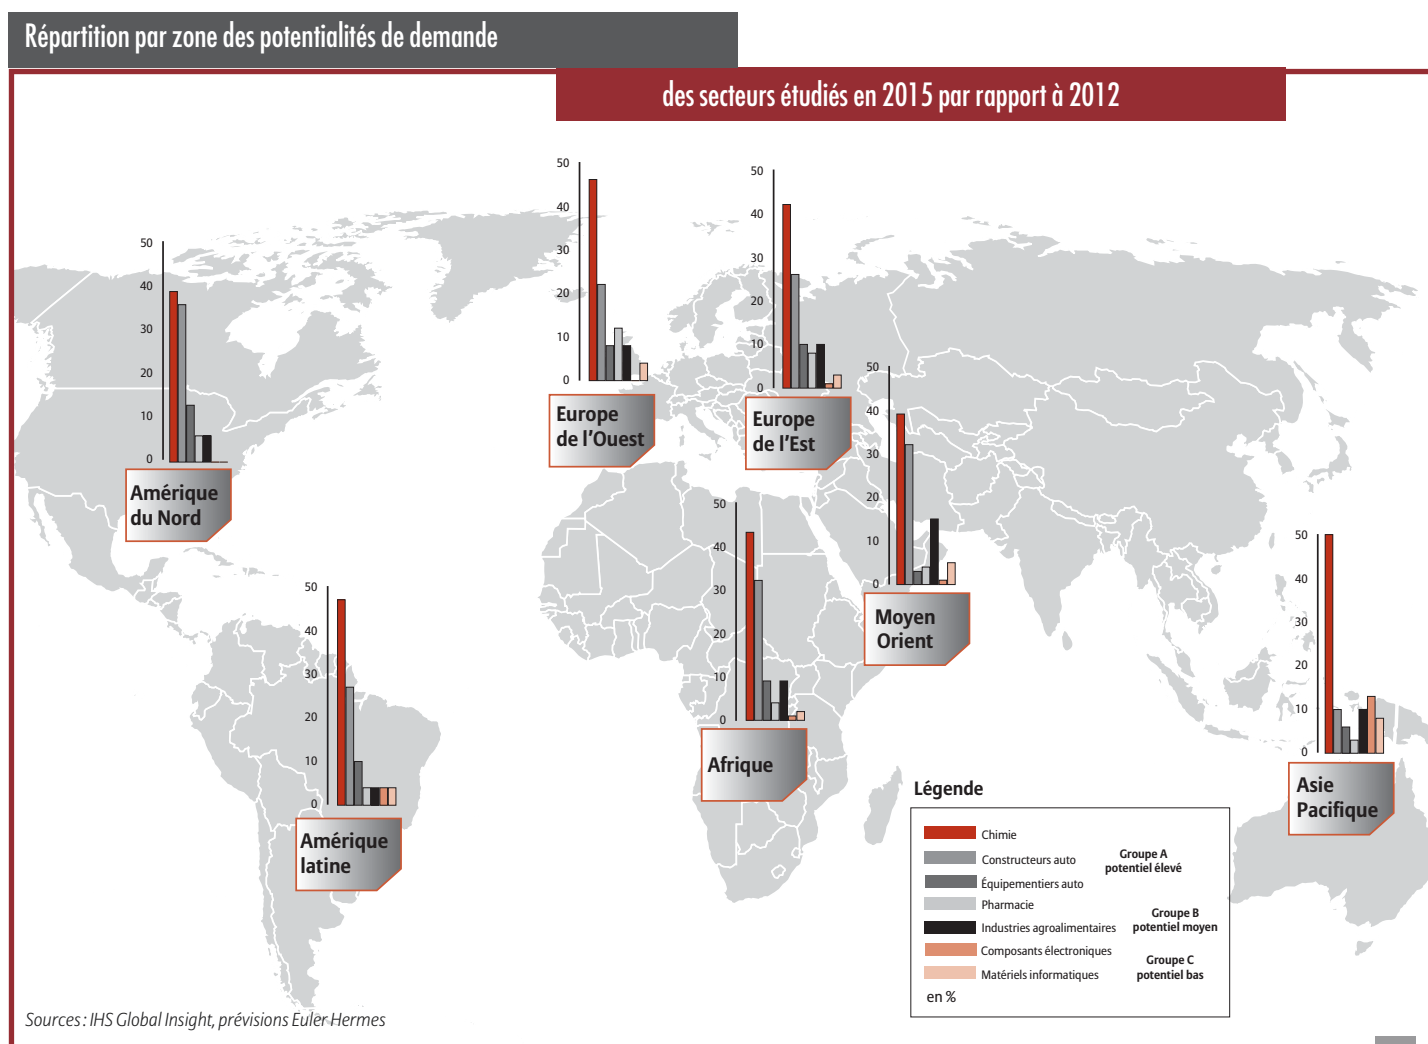 Répartition par zone des potentialités de demande
des secteurs étudiés en 2015 par rapport à 2012
50
40
30
20
10
0
Amérique
du Nord
50
40
30
20
10
0
Europe
de l'Ouest
50
40
30
20
10
0
Europe
de l'Est
50
40
30
20
10
0
Moyen
Orient
50
40
30
20
10
0
Afrique
50
40
30
20
10
0
Amérique
latine
50
40
30
20
10
0
Asie
Pacifique
Légende
Chimie
Constructeurs auto
Équipementiers auto
Groupe A
potentiel élevé
Pharmacie
Industries agroalimentaires
Groupe B
potentiel moyen
Composants électroniques
Matériels informatiques
Groupe C
potentiel bas
en %
Sources : IHS Global Insight, prévisions Euler Hermes